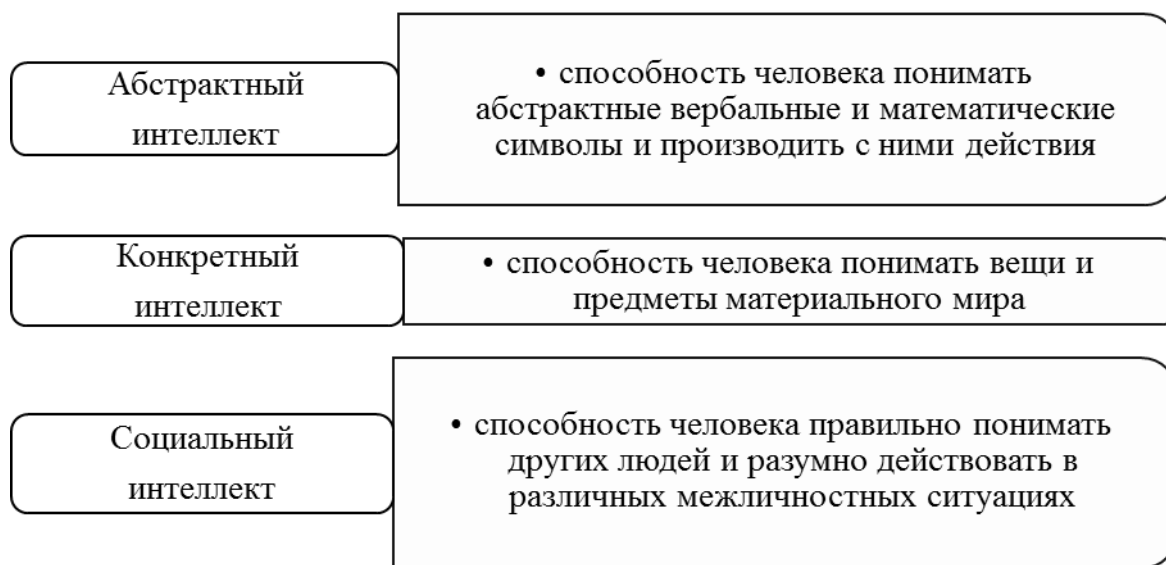 Абстрактный
интеллект
• способность человека понимать
абстрактные вербальные и математические
символы и производить с ними действия
Конкретный
интеллект
• способность человека понимать вещи и
предметы материального мира
Социальный
интеллект
• способность человека правильно понимать
других людей и разумно действовать в
различных межличностных ситуациях